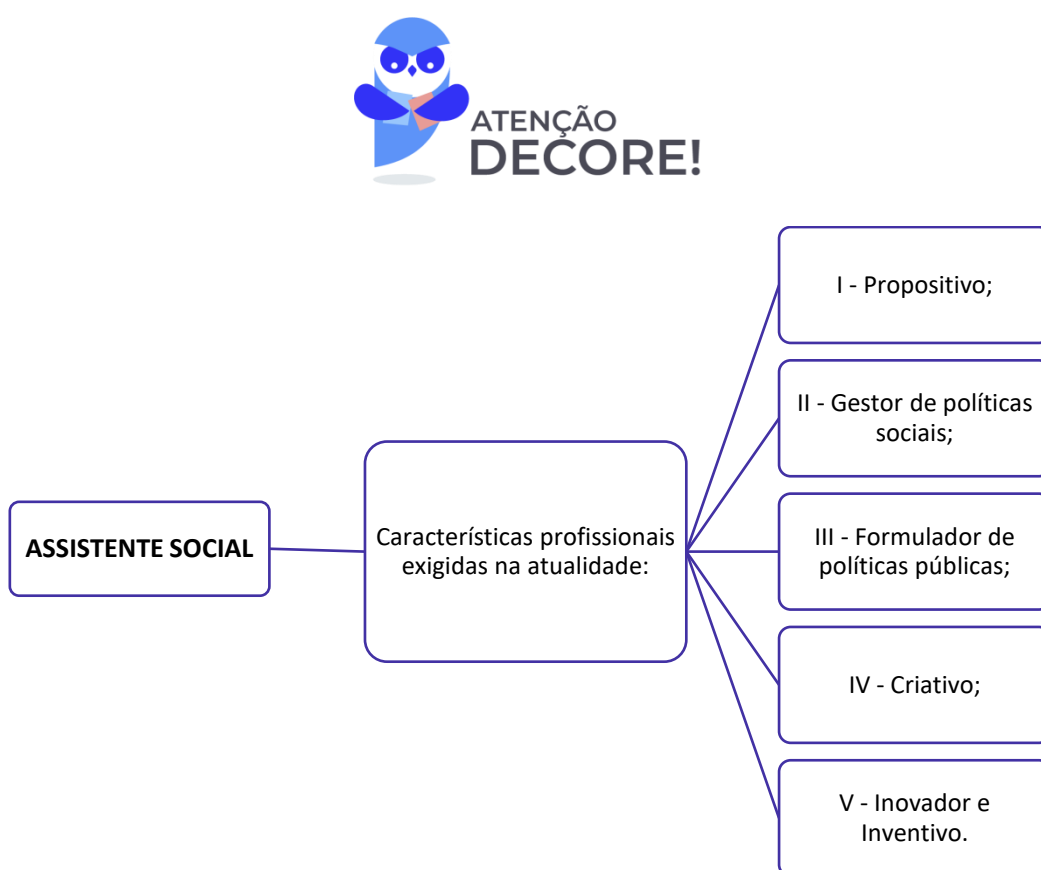 ATENÇÃO
DECORE!
ASSISTENTE SOCIAL
Características profissionais
exigidas na atualidade:
I - Propositivo;
II - Gestor de políticas
sociais;
III - Formulador de
políticas públicas;
IV - Criativo;
V - Inovador e
Inventivo.